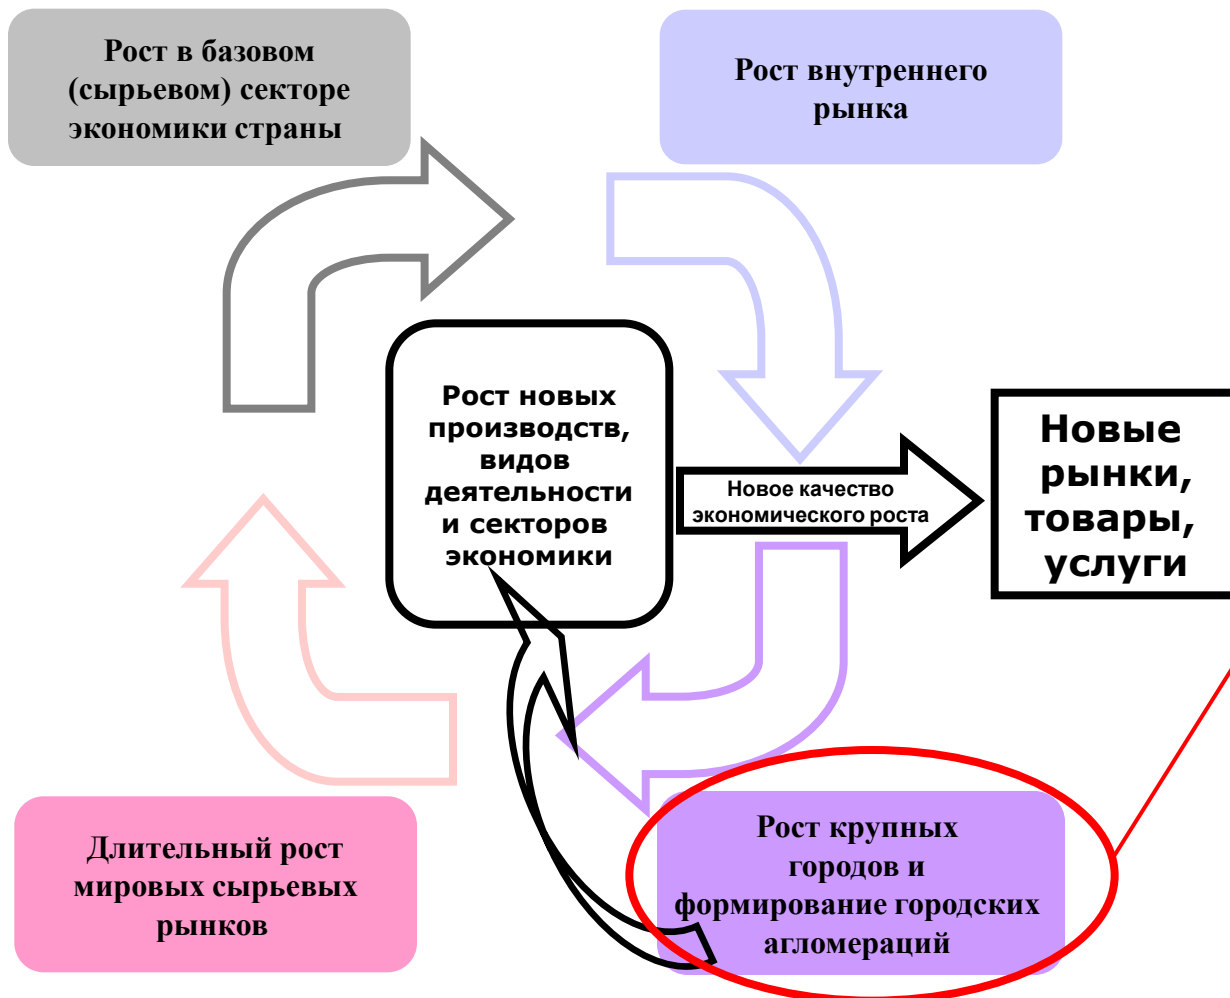 Рост в базовом
(сырьевом) секторе
экономики страны
Рост внутреннего
рынка
Рост новых
производств,
видов
деятельности
и секторов
экономики
Новое качество
экономического роста
Новые
рынки,
товары,
услуги
Длительный рост
мировых сырьевых
рынков
Рост крупных
городов и
формирование городских
агломераций